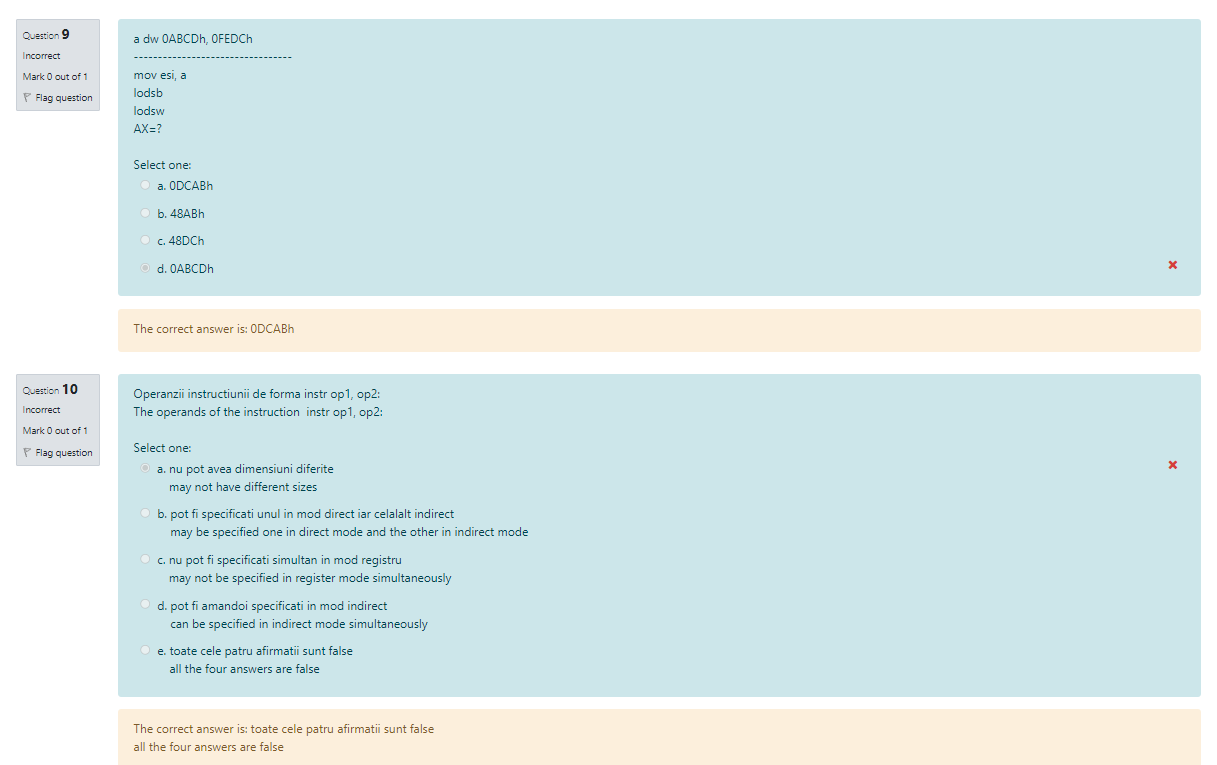 Question 9
Incorrect
Mark 0 out of 1
Flag question
a dw 0ABCDh, 0FEDCh
---------------------------------
mov esi, a
lodsb
lodsw
AX=?
Select one:
a. 0DCABh
b. 48ABh
c. 48DCh
d. 0ABCDh
The correct answer is: 0DCABh
Question 10
Incorrect
Mark 0 out of 1
Flag question
Operanzii instructiunii de forma instr op1, op2:
The operands of the instruction  instr op1, op2:
Select one:
a. nu pot avea dimensiuni diferite
may not have different sizes
b. pot fi specificati unul in mod direct iar celalalt indirect
may be specified one in direct mode and the other in indirect mode
c. nu pot fi specificati simultan in mod registru
may not be specified in register mode simultaneously
d. pot fi amandoi specificati in mod indirect
can be specified in indirect mode simultaneously
e. toate cele patru afirmatii sunt false
all the four answers are false
The correct answer is: toate cele patru afirmatii sunt false
all the four answers are false